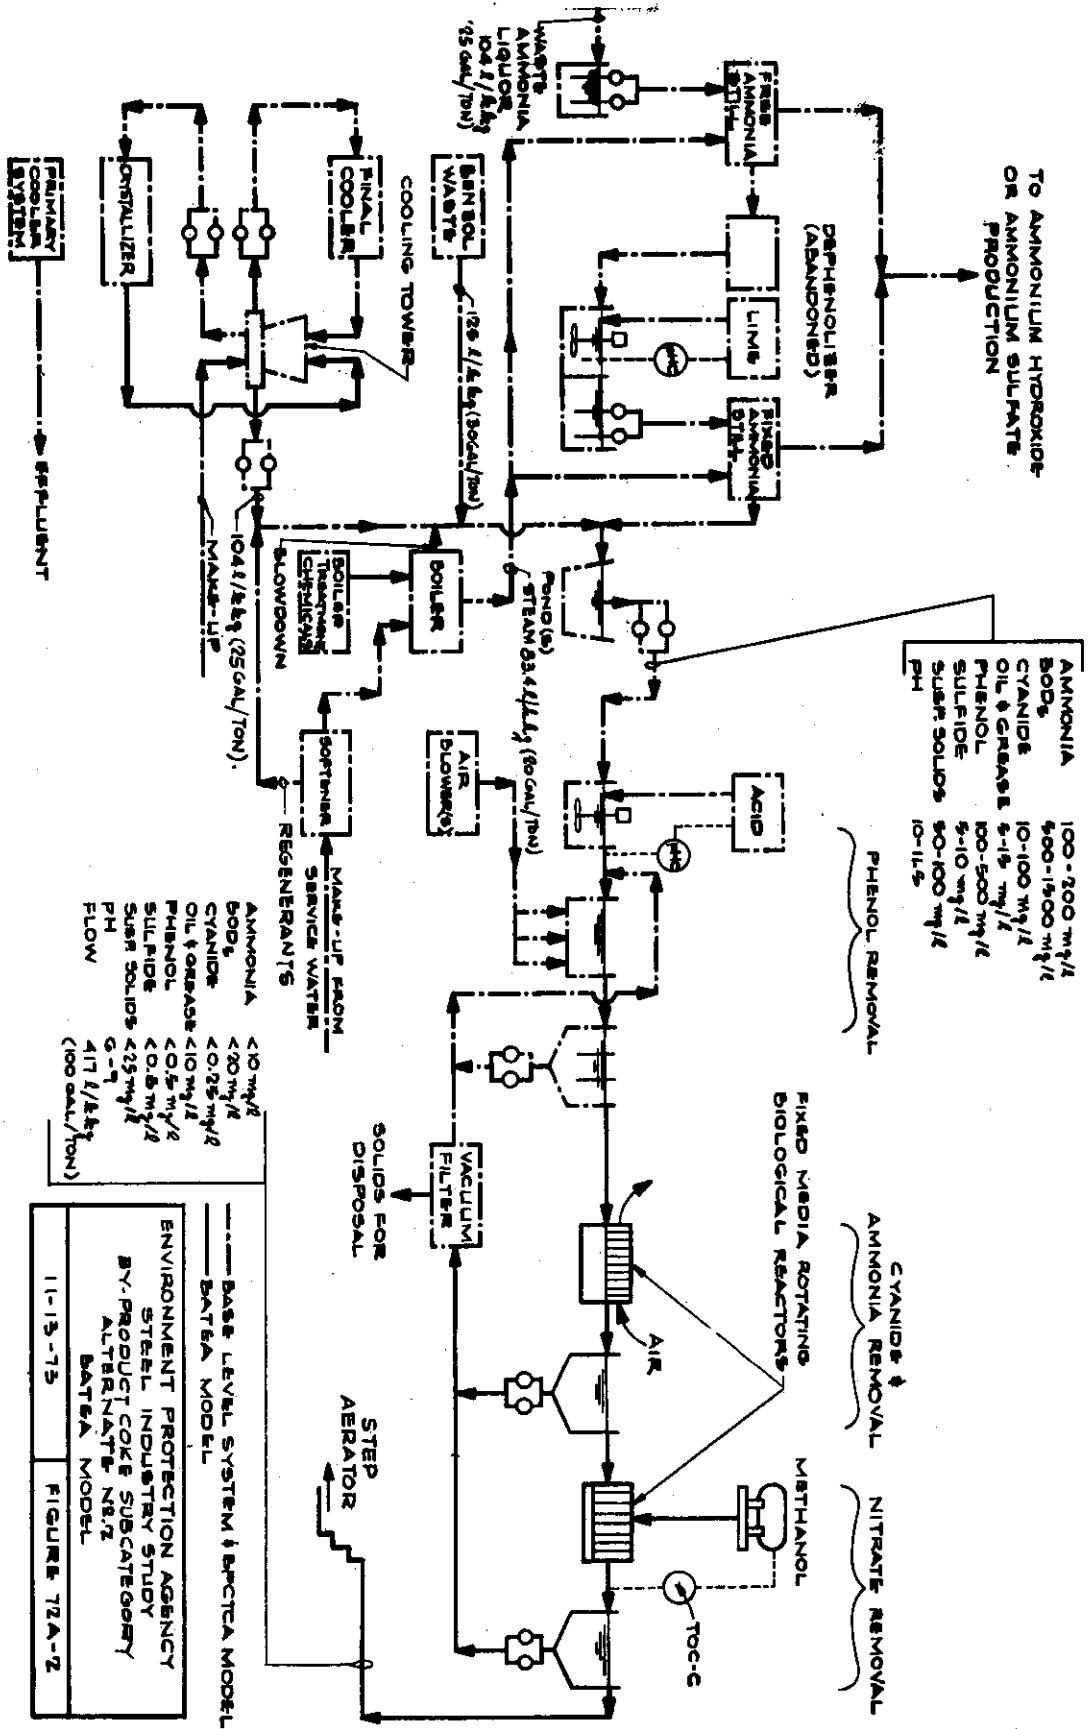 TO AMMONIUM HYDROXIDE
OR AMMONIUM SULFATE
PRODUCTION
WASTE
AMMONIA
LIQUOR
104 l/kkg
(25 GAL/TON)
FREE
AMMONIA
STILL
DEPHENOLIZER
(ABANDONED)
LIME
PHC
FIXED
AMMONIA
STILL
BENZOL
WASTE
125 l/kkg (30 GAL/TON)
COOLING TOWER
FINAL
COOLER
CRYSTALLIZER
PRIMARY
COOLER
SYSTEM
EFFLUENT
MAKE-UP
104 l/kkg (25 GAL/TON).
BLOWDOWN
BOILER
TREATMENT
CHEMICALS
BOILER
STEAM 83.4 l/kkg (20 GAL/TON)
POND(S)
AMMONIA 100-200 mg/l
BOD5 500-1500 mg/l
CYANIDE 10-100 mg/l
OIL & GREASE 5-15 mg/l
PHENOL 100-500 mg/l
SULFIDE 5-10 mg/l
SUSP. SOLIDS 50-100 mg/l
PH 10-11.5
ACID
PHC
PHENOL REMOVAL
AIR
BLOWER(S)
SOFTENER
MAKE-UP FROM
SERVICE WATER
REGENERANTS
VACUUM
FILTER
SOLIDS FOR
DISPOSAL
FIXED MEDIA ROTATING
BIOLOGICAL REACTORS
CYANIDE &
AMMONIA REMOVAL
AIR
METHANOL
NITRATE REMOVAL
TOC-C
STEP
AERATOR
AMMONIA <10 mg/l
BOD5 <20 mg/l
CYANIDE <0.25 mg/l
OIL & GREASE <10 mg/l
PHENOL <0.5 mg/l
SULFIDE
SUSP. SOLIDS <25 mg/l
PH 6-9
FLOW 417 l/kkg
(100 GAL/TON)
BASE LEVEL SYSTEM & BPCTCA MODEL
BATEA MODEL
ENVIRONMENT PROTECTION AGENCY
STEEL INDUSTRY STUDY
BY-PRODUCT COKE SUBCATEGORY
ALTERNATE No. 2
BATEA MODEL
11-13-73
FIGURE 72A-2